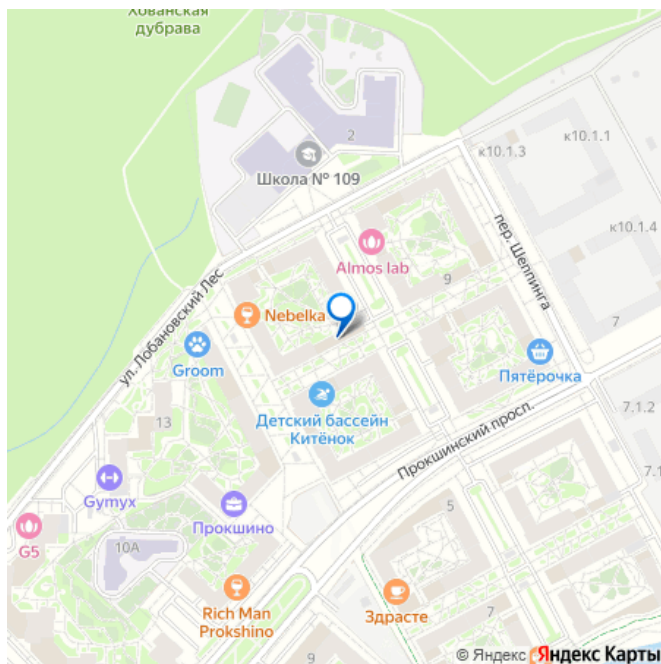 Хованская
дубрава
к10.1.1
2
к10.1.3
Школа № 109
пер. Шеппинга
к10.1.4
Almos lab
9
ул. Лобановский Лес
Nebelka
7
Groom
Пятёрочка
Детский бассейн
Китёнок
7.1.2
13
Прокшинский просп.
7.1
Gymyx
Прокшино
5
G5
10А
Rich Man
Prokshino
Здрасте
7
9
© Яндекс Яндекс Карты